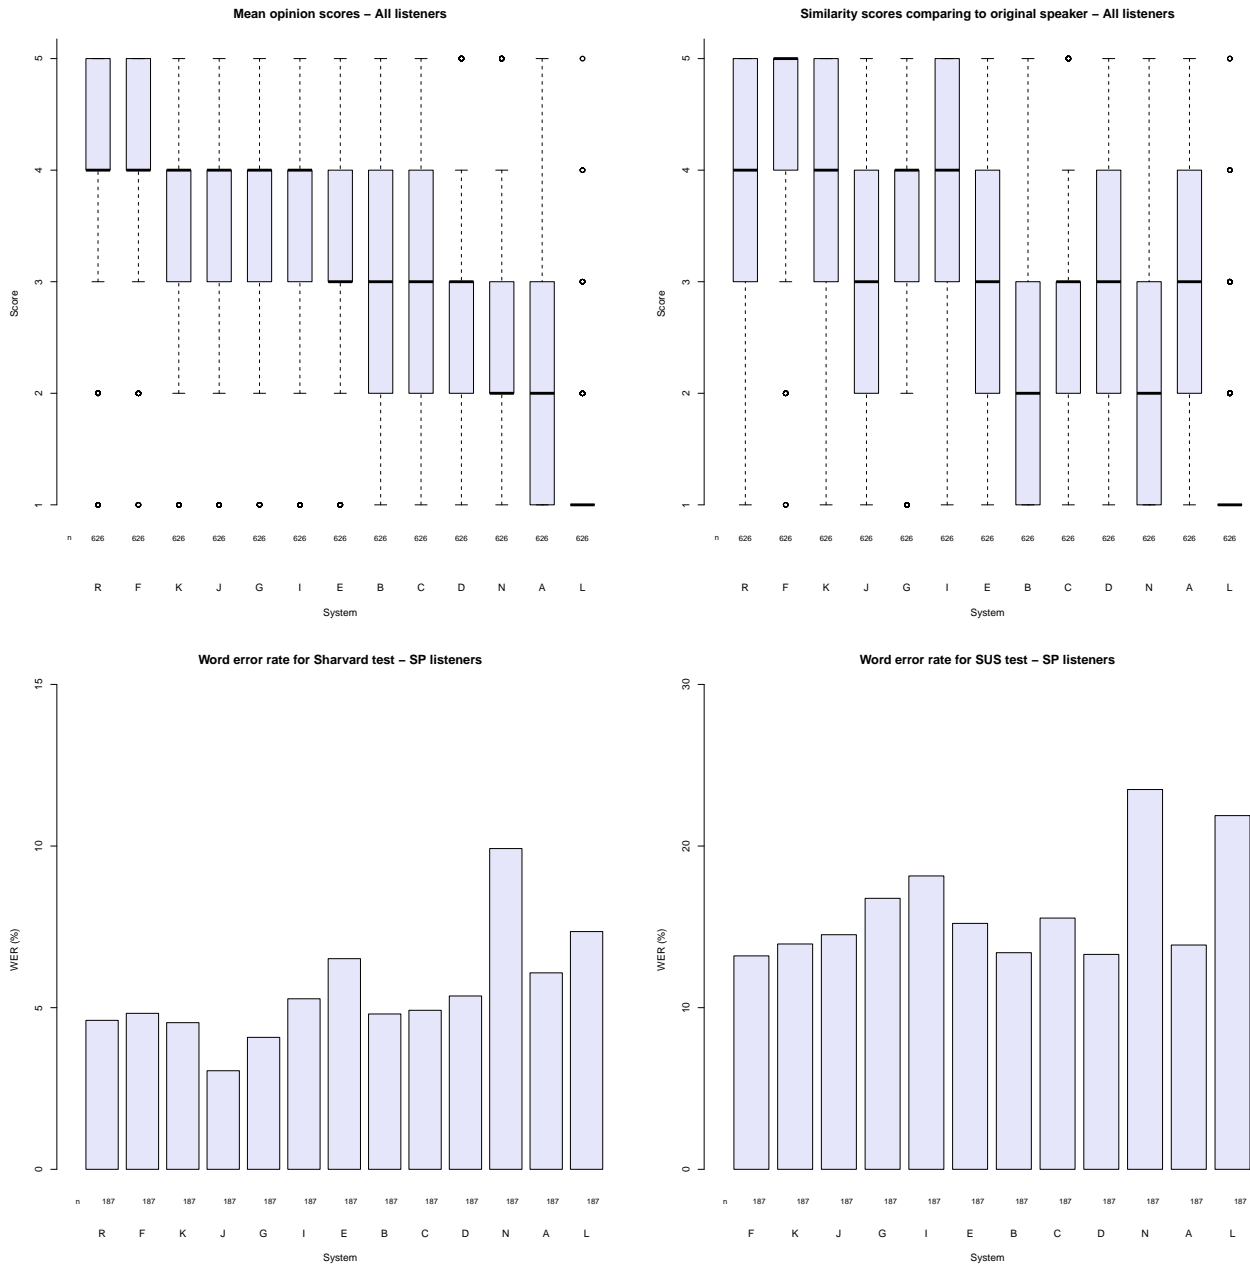 Mean opinion scores – All listeners
Score
5
4
3
2
1
n 626 626 626 626 626 626 626 626 626 626 626 626 626
R F K J G I E B C D N A L
System
Similarity scores comparing to original speaker – All listeners
Score
5
4
3
2
1
n 626 626 626 626 626 626 626 626 626 626 626 626 626
R F K J G I E B C D N A L
System
Word error rate for Sharvard test – SP listeners
WER (%)
15
10
5
0
n 187 187 187 187 187 187 187 187 187 187 187 187 187
R F K J G I E B C D N A L
System
Word error rate for SUS test – SP listeners
WER (%)
30
20
10
0
n 187 187 187 187 187 187 187 187 187 187 187 187
F K J G I E B C D N A L
System